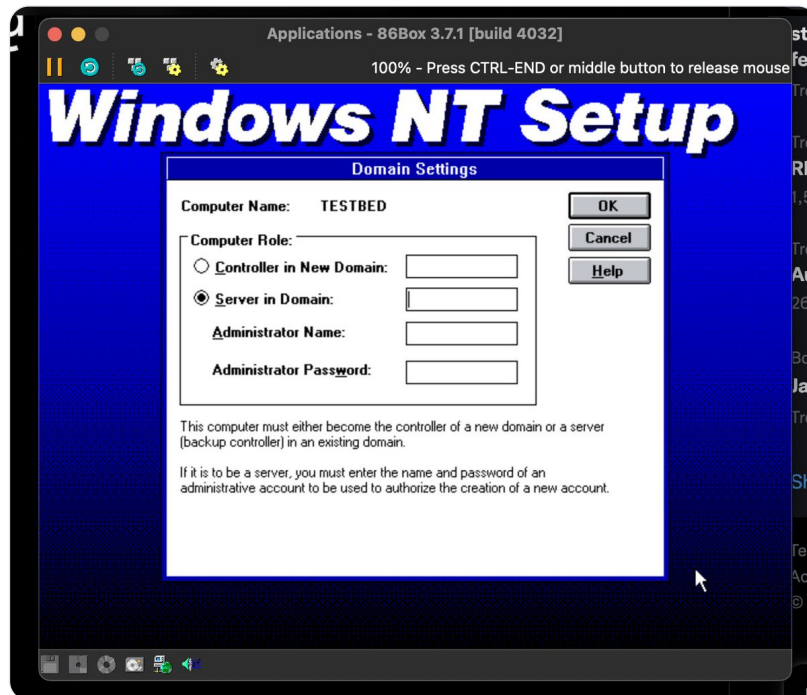 Applications - 86Box 3.7.1 [build 4032]
100% - Press CTRL-END or middle button to release mouse
Windows NT Setup
Domain Settings
Computer Name: TESTBED
OK
Computer Role:
Cancel
Controller in New Domain:
Help
Server in Domain:
Administrator Name:
Administrator Password:
This computer must either become the controller of a new domain or a server
(backup controller) in an existing domain.
If it is to be a server, you must enter the name and password of an
administrative account to be used to authorize the creation of a new account.